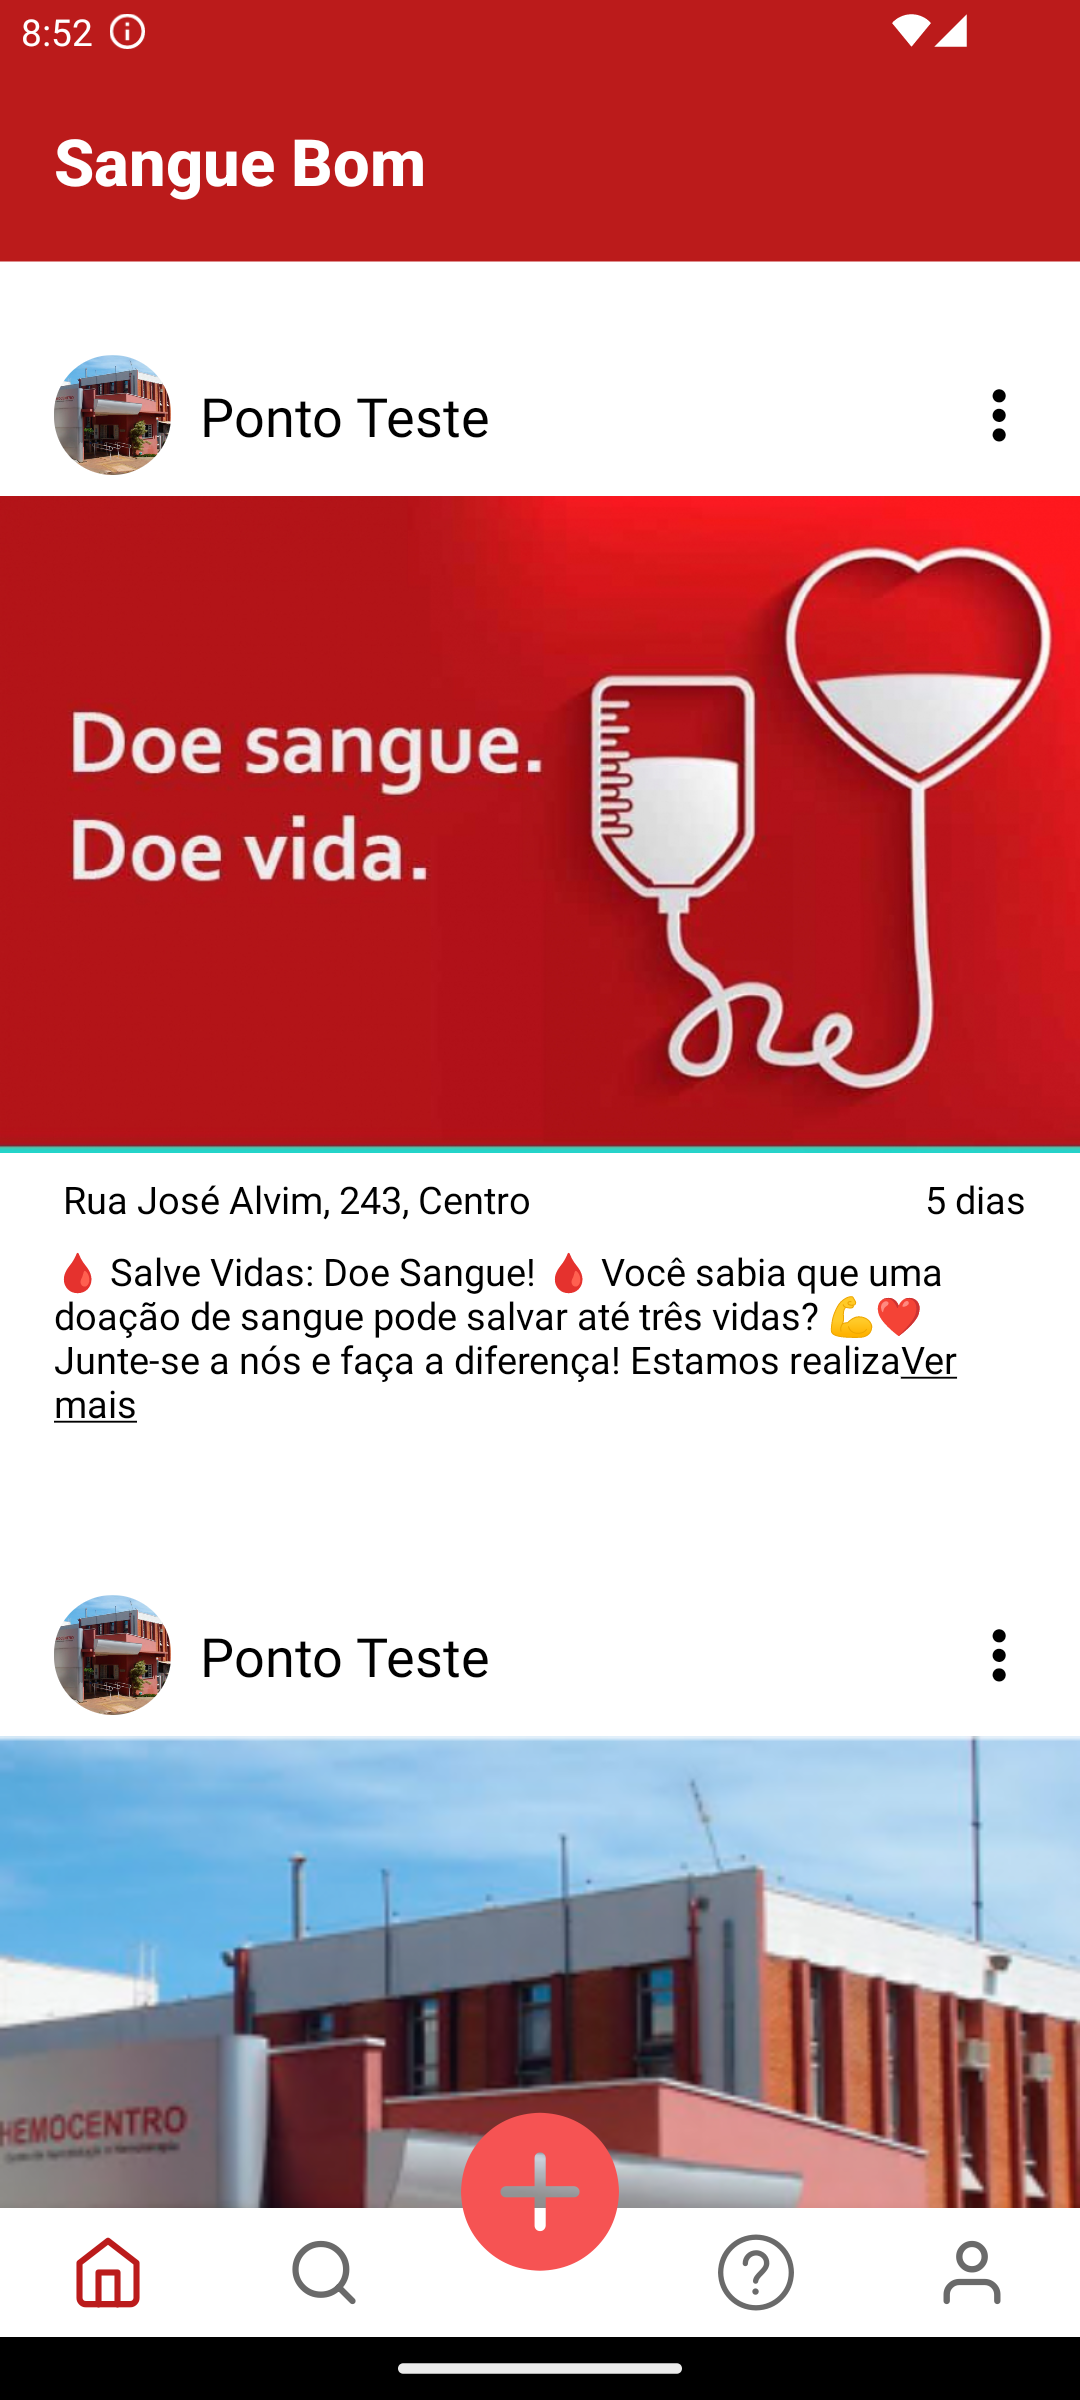 8:52
Sangue Bom
Ponto Teste
Doe sangue.
Doe vida.
Rua José Alvim, 243, Centro
5 dias
🩸 Salve Vidas: Doe Sangue! 🩸 Você sabia que uma
doação de sangue pode salvar até três vidas? 💪❤️
Junte-se a nós e faça a diferença! Estamos realizaVer
mais
Ponto Teste
HEMOCENTRO